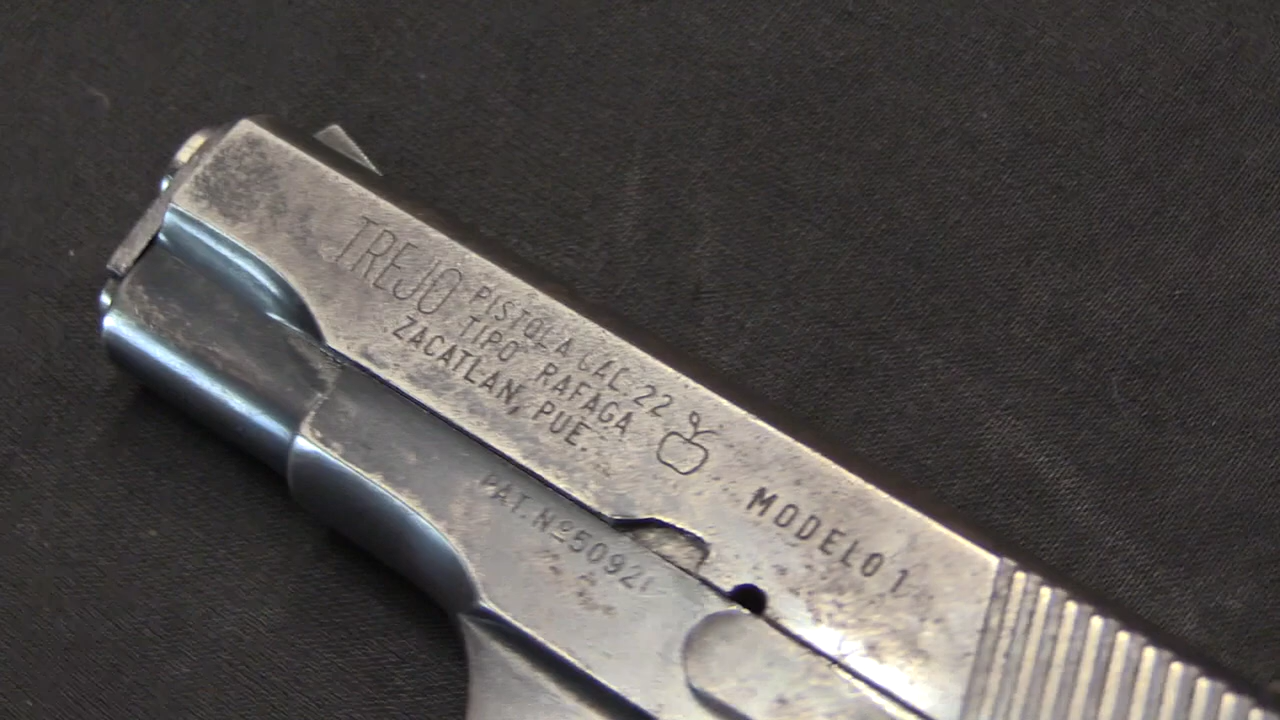 TREJO
PISTOLA CAL. 22
TIPO RAFAGA
ZACATLAN, PUE.
MODELO 1
PAT. Nº 50921